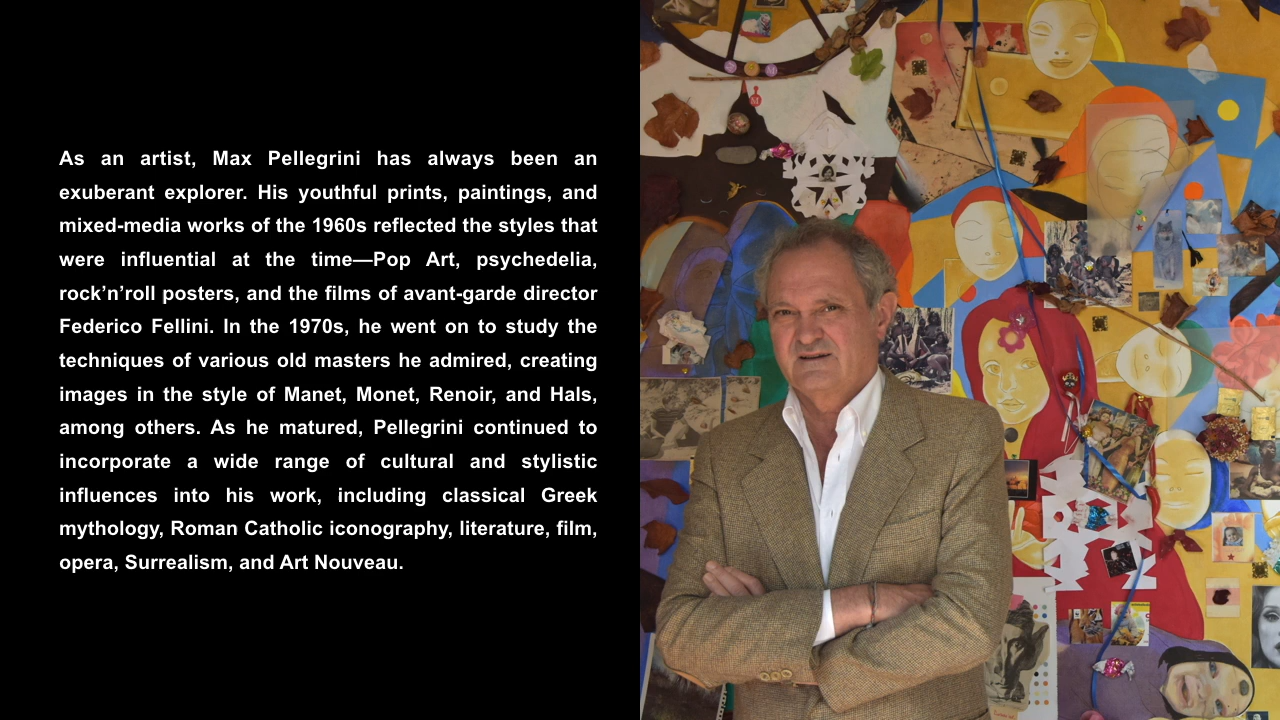 As an artist, Max Pellegrini has always been an
exuberant explorer. His youthful prints, paintings, and
mixed-media works of the 1960s reflected the styles that
were influential at the time—Pop Art, psychedelia,
rock’n’roll posters, and the films of avant-garde director
Federico Fellini. In the 1970s, he went on to study the
techniques of various old masters he admired, creating
images in the style of Manet, Monet, Renoir, and Hals,
among others. As he matured, Pellegrini continued to
incorporate a wide range of cultural and stylistic
influences into his work, including classical Greek
mythology, Roman Catholic iconography, literature, film,
opera, Surrealism, and Art Nouveau.